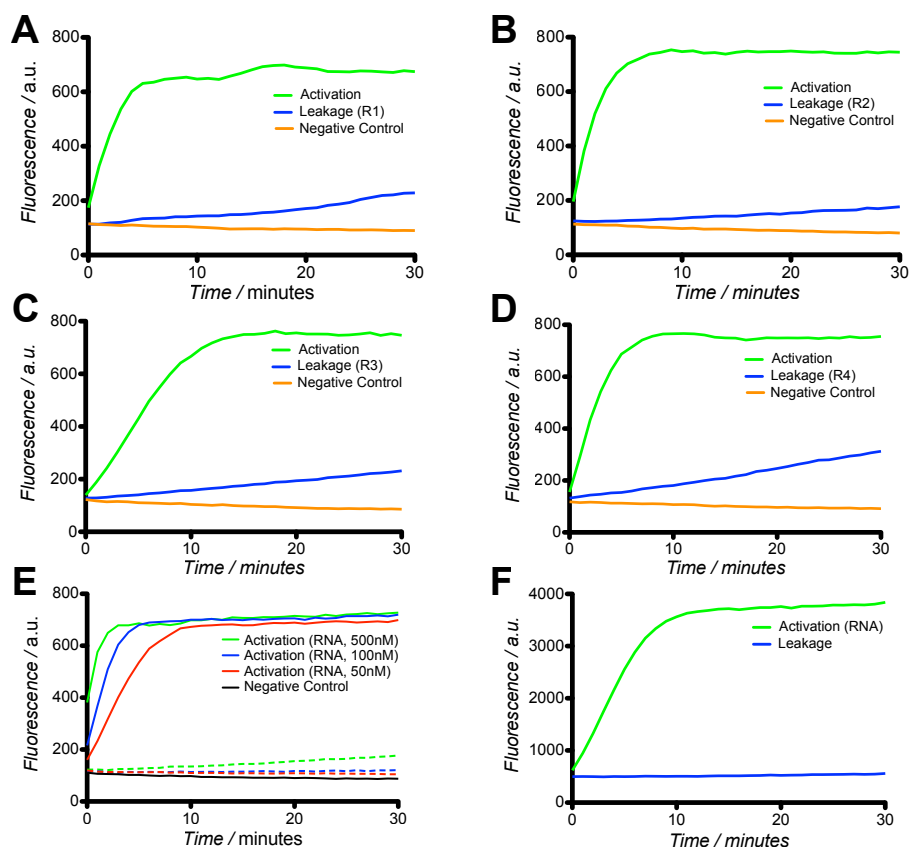 A
Fluorescence / a.u.
800
600
400
200
0
0
10
20
30
Time / minutes
Activation
Leakage (R1)
Negative Control
B
Fluorescence / a.u.
800
600
400
200
0
0
10
20
30
Time / minutes
Activation
Leakage (R2)
Negative Control
C
Fluorescence / a.u.
800
600
400
200
0
0
10
20
30
Time / minutes
Activation
Leakage (R3)
Negative Control
D
Fluorescence / a.u.
800
600
400
200
0
0
10
20
30
Time / minutes
Activation
Leakage (R4)
Negative Control
E
Fluorescence / a.u.
800
600
400
200
0
0
10
20
30
Time / minutes
Activation (RNA, 500nM)
Activation (RNA, 100nM)
Activation (RNA, 50nM)
Negative Control
F
Fluorescence / a.u.
4000
3000
2000
1000
0
0
10
20
30
Time / minutes
Activation (RNA)
Leakage